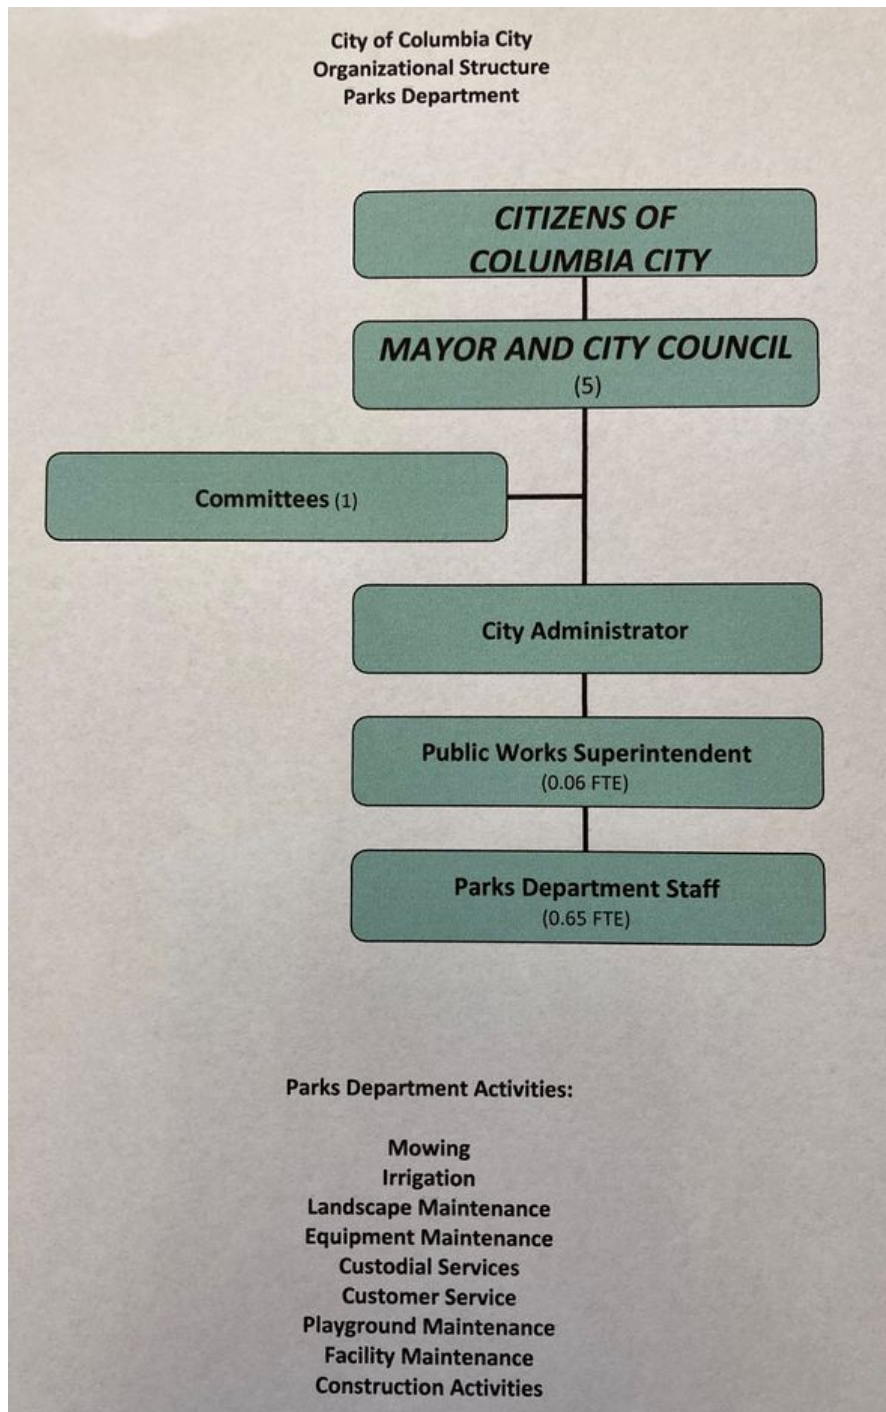 City of Columbia City
Organizational Structure
Parks Department
CITIZENS OF
COLUMBIA CITY
MAYOR AND CITY COUNCIL
(5)
Committees (1)
City Administrator
Public Works Superintendent
(0.06 FTE)
Parks Department Staff
(0.65 FTE)
Parks Department Activities:
Mowing
Irrigation
Landscape Maintenance
Equipment Maintenance
Custodial Services
Customer Service
Playground Maintenance
Facility Maintenance
Construction Activities